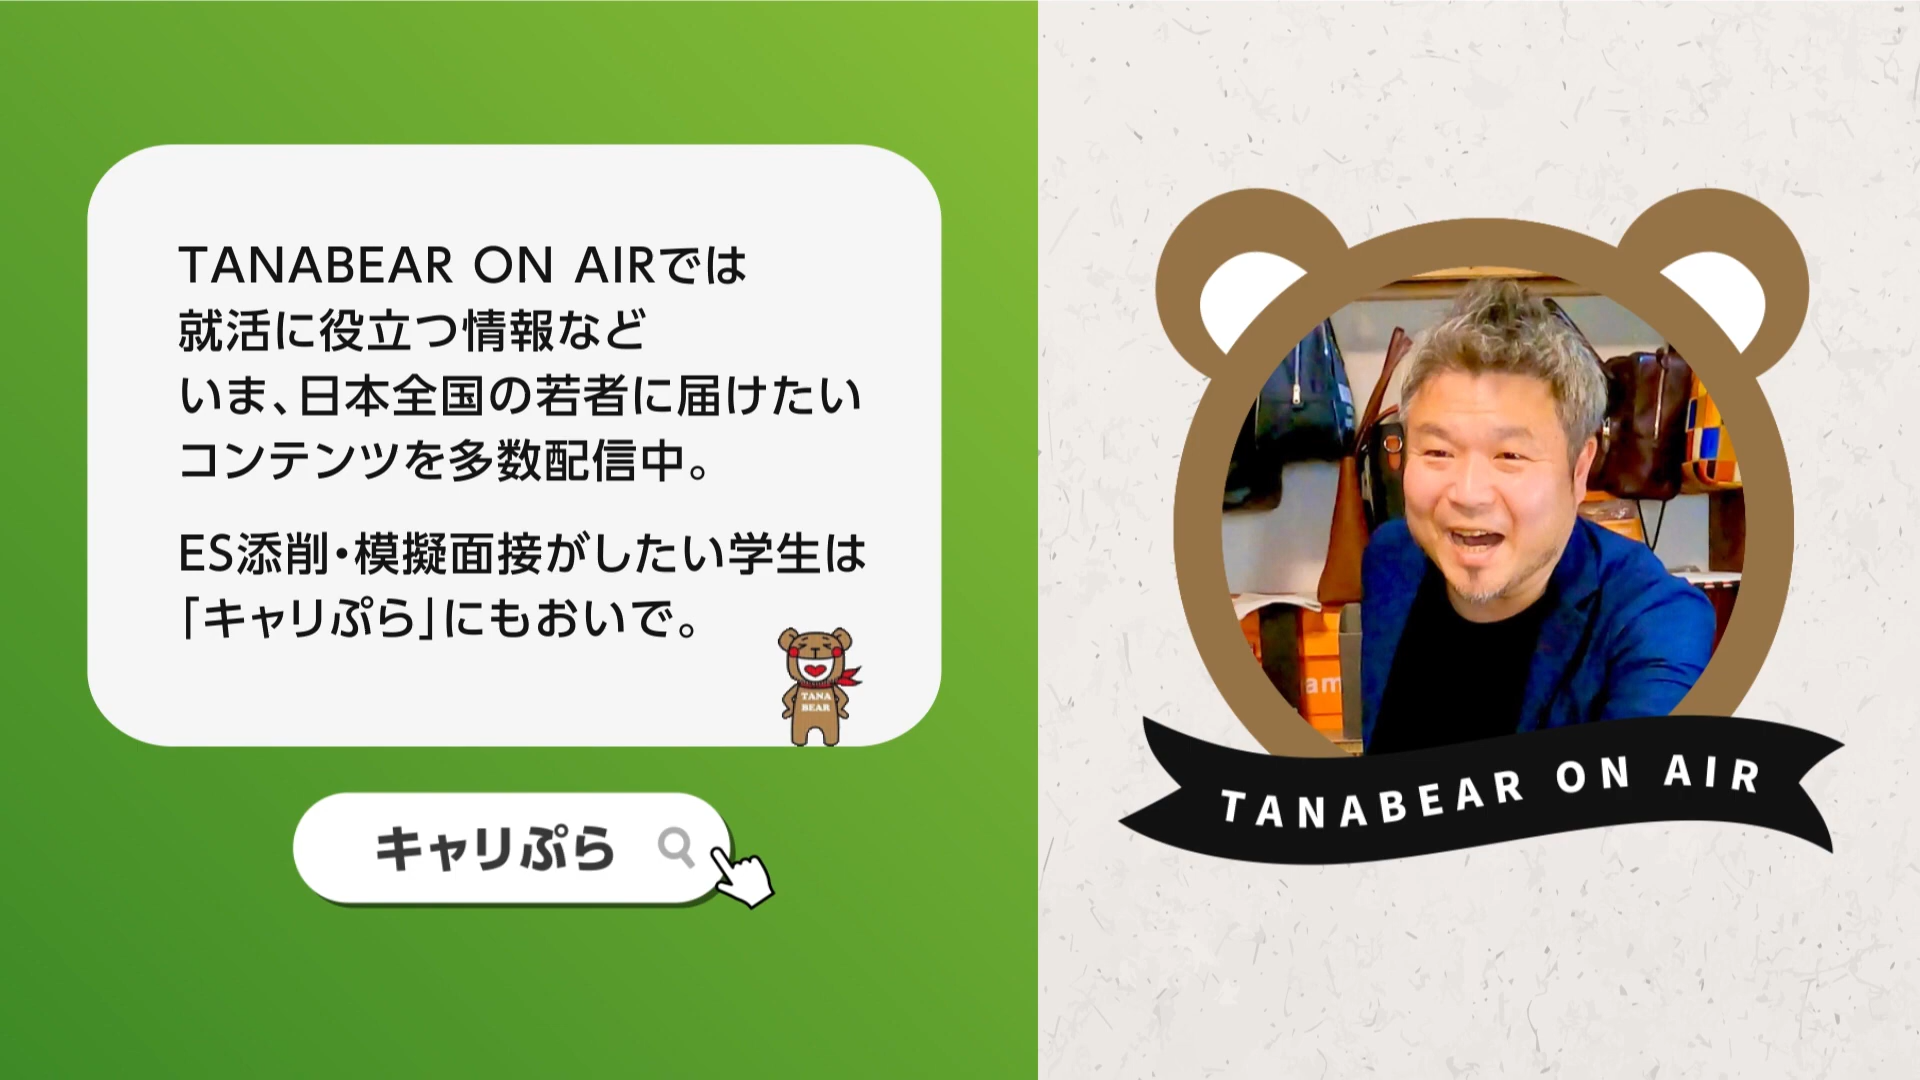 TANABEAR ON AIRでは
就活に役立つ情報など
いま、日本全国の若者に届けたい
コンテンツを多数配信中。
ES添削・模擬面接がしたい学生は
「キャリぷら」にもおいで。
TANA
BEAR
キャリぷら
am
TANABEAR ON AIR